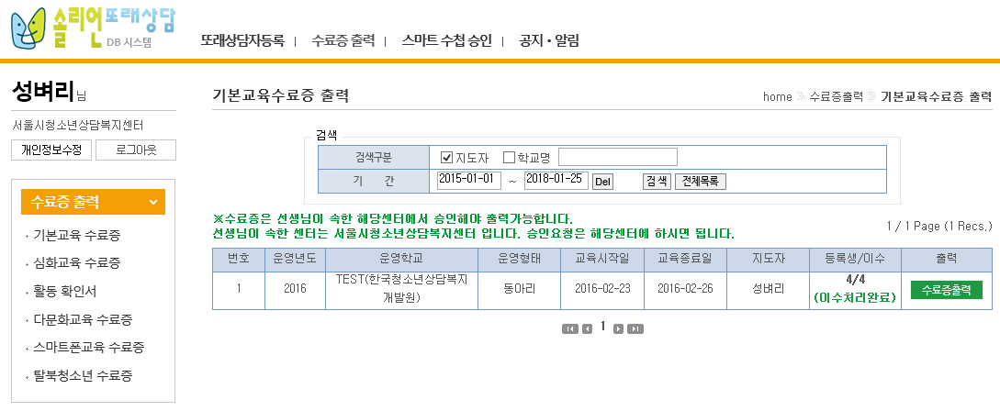 솔리언또래상담
DB 시스템
또래상담자등록 | 수료증 출력 | 스마트 수첩 승인 | 공지·알림
성벼리님
서울시청소년상담복지센터
개인정보수정 로그아웃
수료증 출력
기본교육 수료증
심화교육 수료증
활동 확인서
다문화교육 수료증
스마트폰교육 수료증
탈북청소년 수료증
기본교육수료증 출력
home 수료증출력 기본교육수료증 출력
검색
검색구분 지도자 학교명
기 간 2015-01-01 ~ 2018-01-25 Del 검 색 전체목록
※수료증은 선생님이 속한 해당센터에서 승인해야 출력가능합니다.
선생님이 속한 센터는 서울시청소년상담복지센터 입니다. 승인요청은 해당센터에 하시면 됩니다.
1 / 1 Page (1 Recs.)
번호 운영년도 운영학교 운영형태 교육시작일 교육종료일 지도자 등록생/이수 출력
1 2016 TEST(한국청소년상담복지
개발원) 동아리 2016-02-23 2016-02-26 성벼리 4/4
(이수처리완료) 수료증출력
1